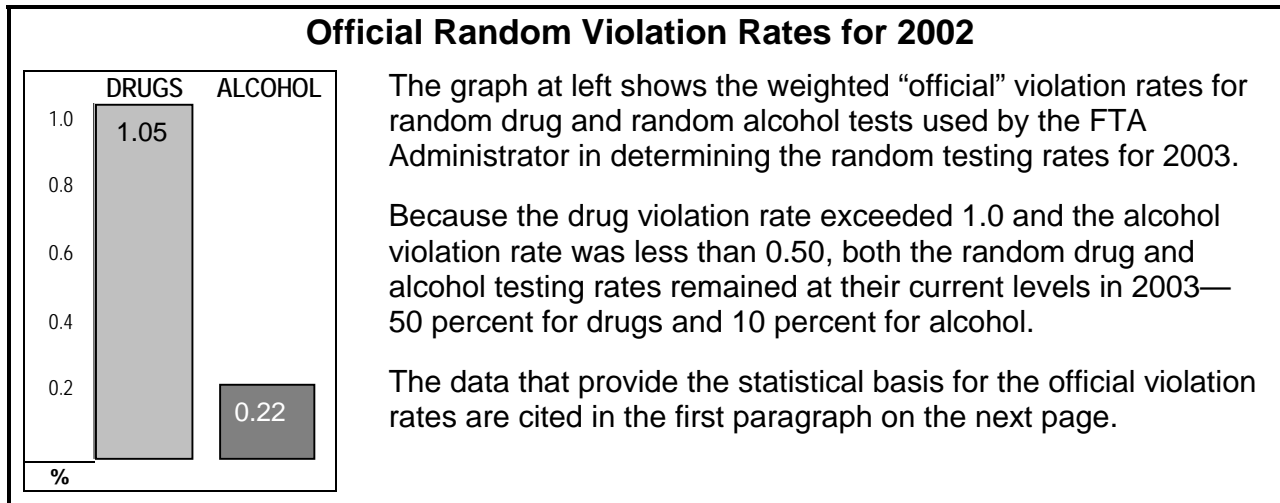 Official Random Violation Rates for 2002
DRUGS ALCOHOL
1.0
1.05
0.8
0.6
0.4
0.2
0.22
%
The graph at left shows the weighted “official” violation rates for
random drug and random alcohol tests used by the FTA
Administrator in determining the random testing rates for 2003.
Because the drug violation rate exceeded 1.0 and the alcohol
violation rate was less than 0.50, both the random drug and
alcohol testing rates remained at their current levels in 2003—
50 percent for drugs and 10 percent for alcohol.
The data that provide the statistical basis for the official violation
rates are cited in the first paragraph on the next page.